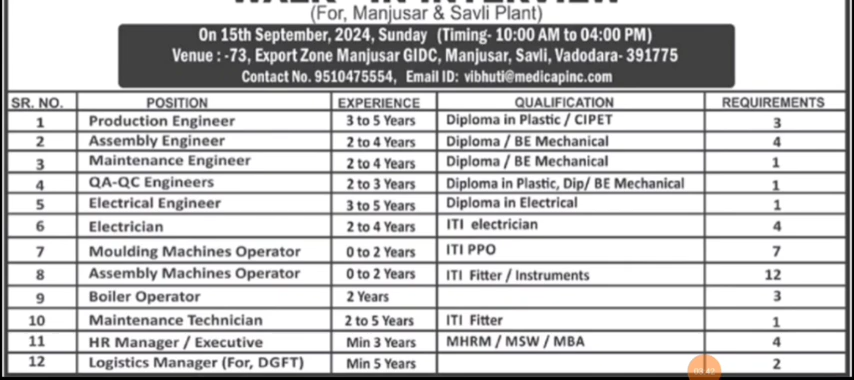 WALK - IN INTERVIEW
(For, Manjusar & Savli Plant)
On 15th September, 2024, Sunday (Timing- 10:00 AM to 04:00 PM)
Venue : -73, Export Zone Manjusar GIDC, Manjusar, Savli, Vadodara- 391775
Contact No. 9510475554, Email ID: vibhuti@medicapinc.com
SR. NO. POSITION EXPERIENCE QUALIFICATION REQUIREMENTS
1 Production Engineer 3 to 5 Years Diploma in Plastic / CIPET 3
2 Assembly Engineer 2 to 4 Years Diploma / BE Mechanical 4
3 Maintenance Engineer 2 to 4 Years Diploma / BE Mechanical 1
4 QA-QC Engineers 2 to 3 Years Diploma in Plastic, Dip/ BE Mechanical 1
5 Electrical Engineer 3 to 5 Years Diploma in Electrical 1
6 Electrician 2 to 4 Years ITI electrician 4
7 Moulding Machines Operator 0 to 2 Years ITI PPO 7
8 Assembly Machines Operator 0 to 2 Years ITI Fitter / Instruments 12
9 Boiler Operator 2 Years 3
10 Maintenance Technician 2 to 5 Years ITI Fitter 1
11 HR Manager / Executive Min 3 Years MHRM / MSW / MBA 4
12 Logistics Manager (For, DGFT) Min 5 Years 2
03:49